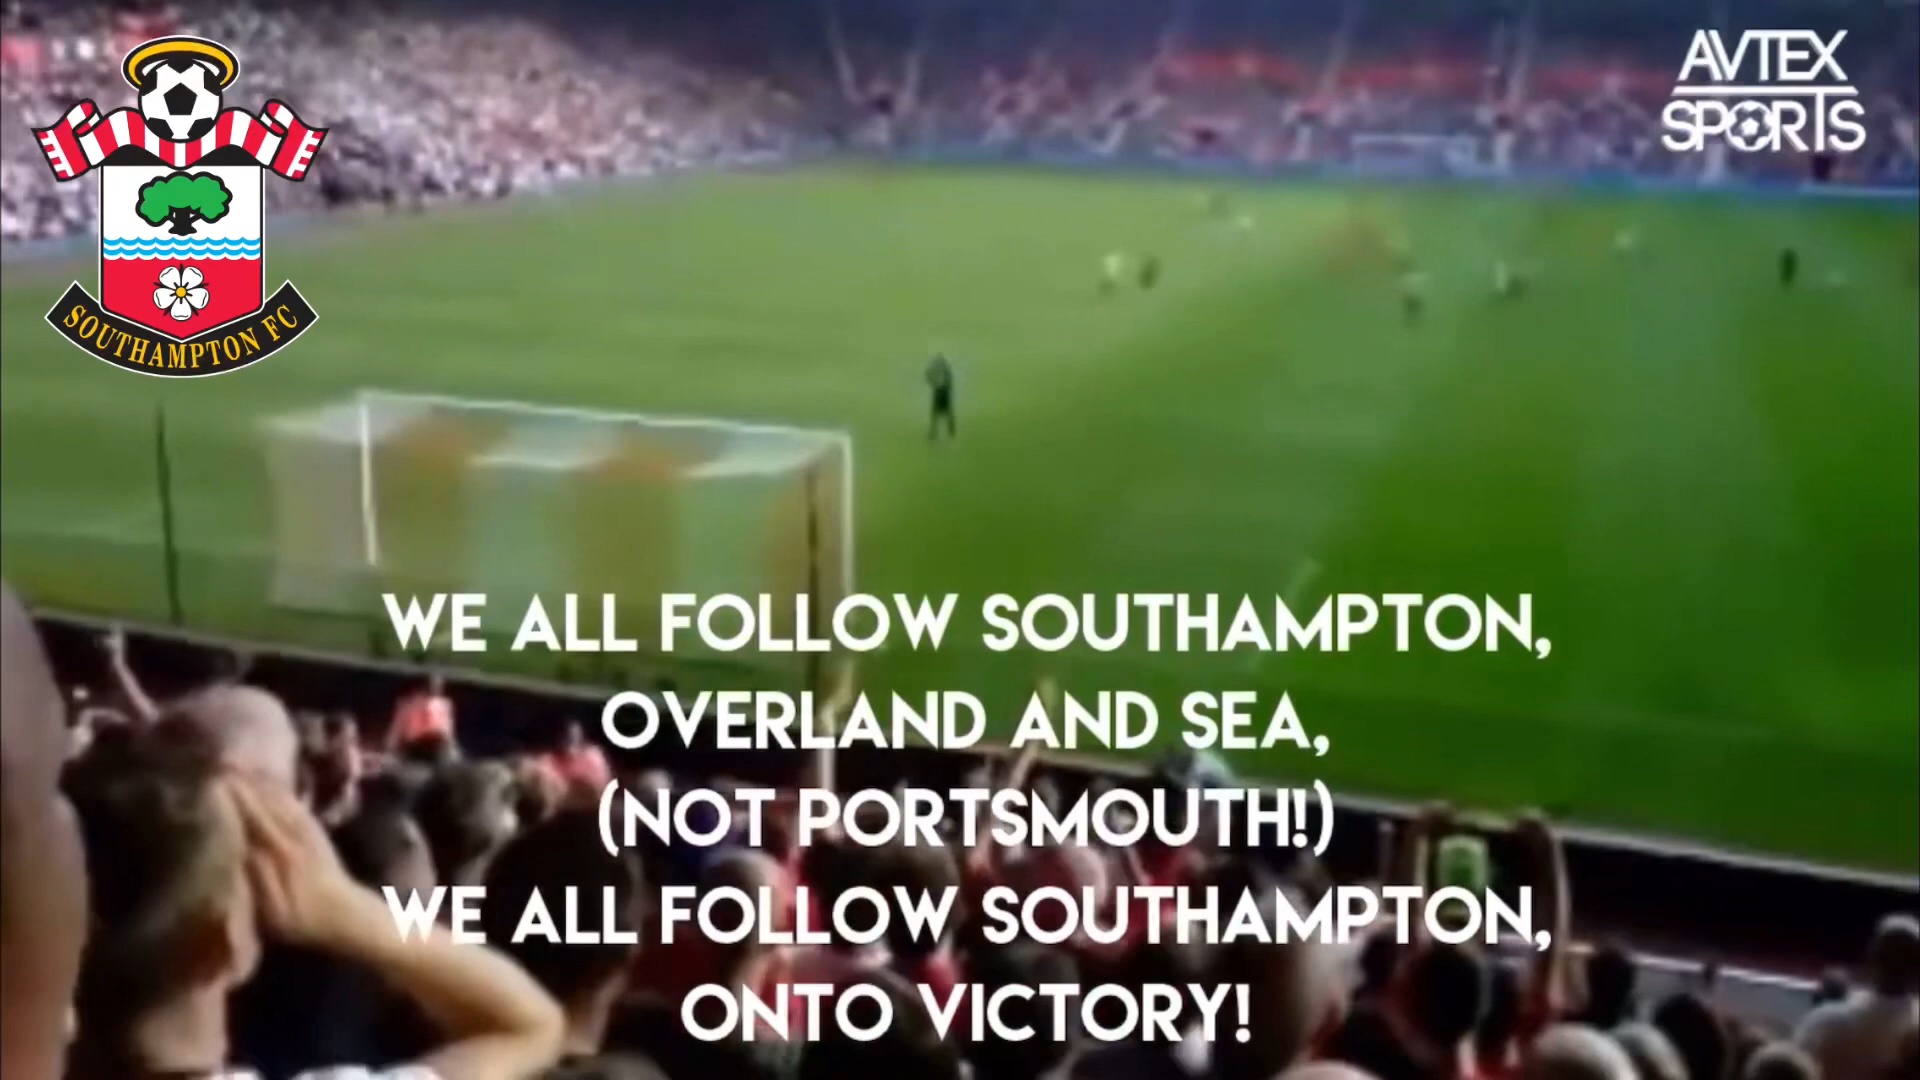 AVTEX
SPORTS
SOUTHAMPTON FC
WE ALL FOLLOW SOUTHAMPTON,
OVERLAND AND SEA,
(NOT PORTSMOUTH!)
WE ALL FOLLOW SOUTHAMPTON,
ONTO VICTORY!